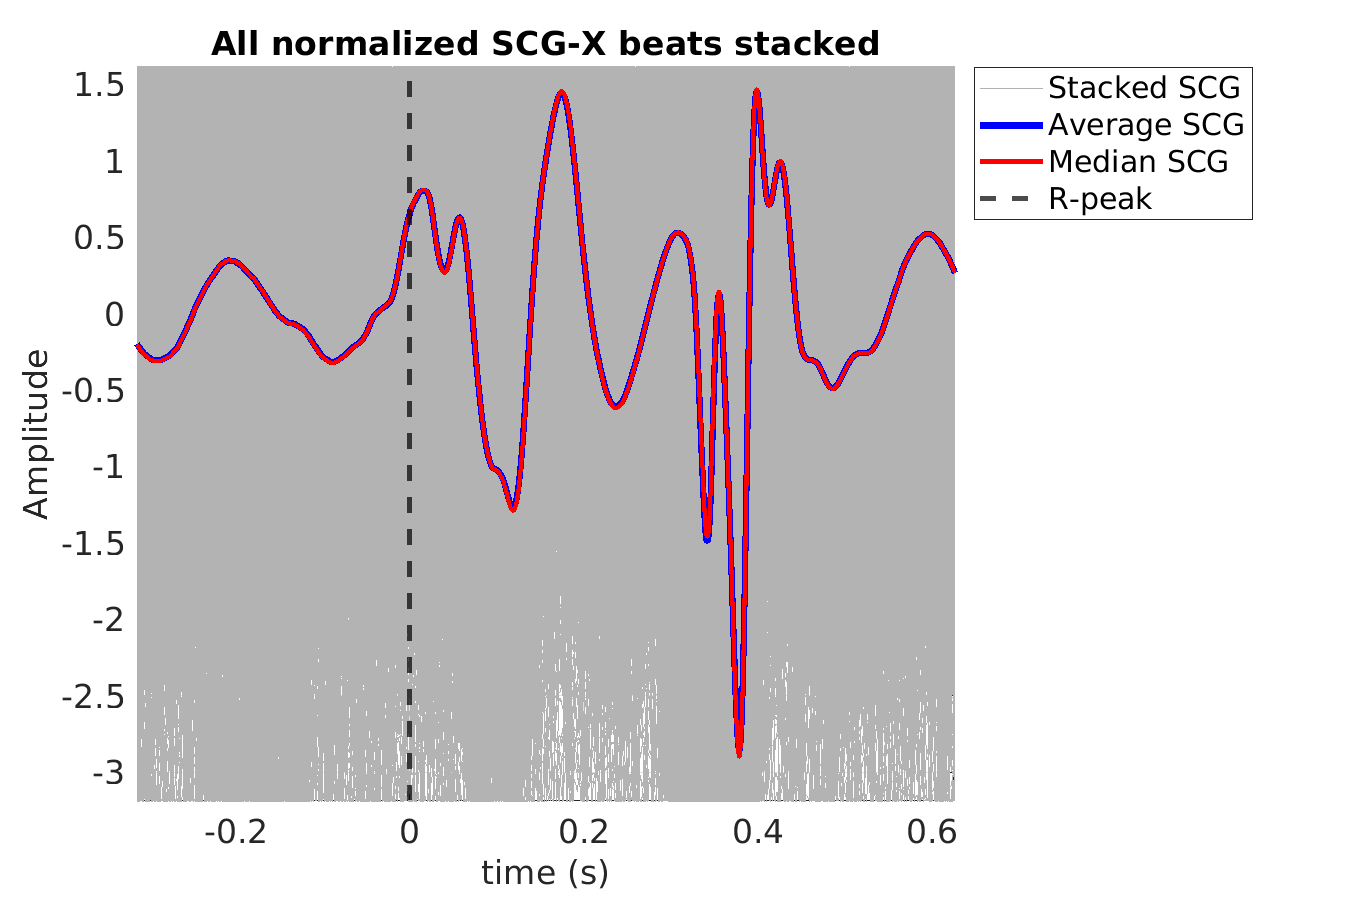 All normalized SCG-X beats stacked
1.5
1
0.5
0
-0.5
-1
-1.5
-2
-2.5
-3
Amplitude
-0.2 0 0.2 0.4 0.6
time (s)
Stacked SCG
Average SCG
Median SCG
R-peak